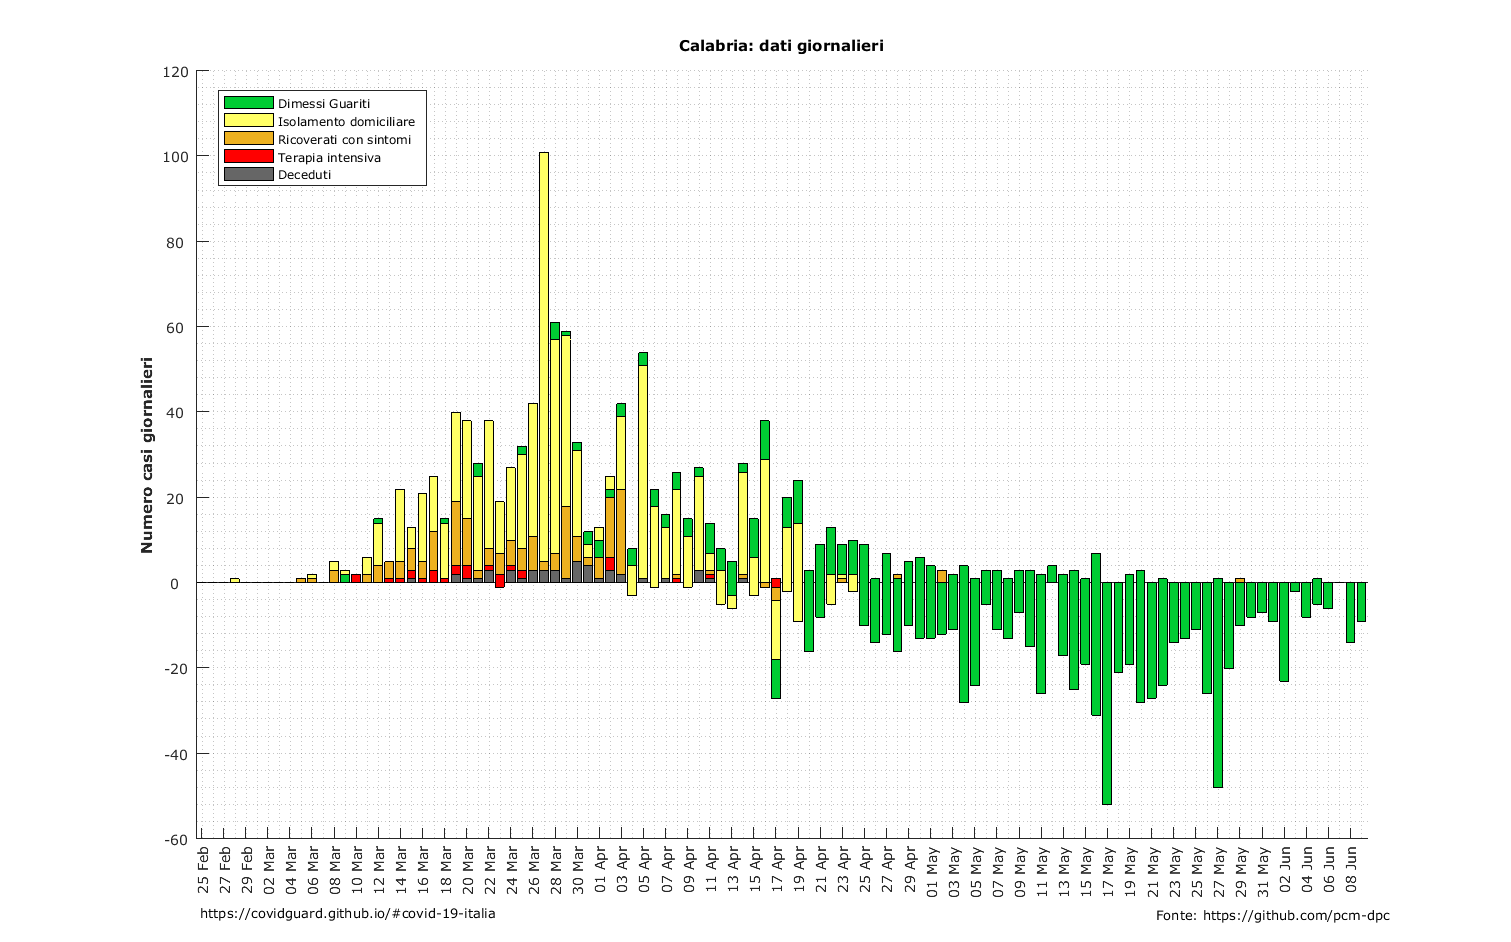 Calabria: dati giornalieri
Numero casi giornalieri
120
100
80
60
40
20
0
-20
-40
-60
Dimessi Guariti
Isolamento domiciliare
Ricoverati con sintomi
Terapia intensiva
Deceduti
25 Feb
27 Feb
29 Feb
02 Mar
04 Mar
06 Mar
08 Mar
10 Mar
12 Mar
14 Mar
16 Mar
18 Mar
20 Mar
22 Mar
24 Mar
26 Mar
28 Mar
30 Mar
01 Apr
03 Apr
05 Apr
07 Apr
09 Apr
11 Apr
13 Apr
15 Apr
17 Apr
19 Apr
21 Apr
23 Apr
25 Apr
27 Apr
29 Apr
01 May
03 May
05 May
07 May
09 May
11 May
13 May
15 May
17 May
19 May
21 May
23 May
25 May
27 May
29 May
31 May
02 Jun
04 Jun
06 Jun
08 Jun
https://covidguard.github.io/#covid-19-italia
Fonte: https://github.com/pcm-dpc